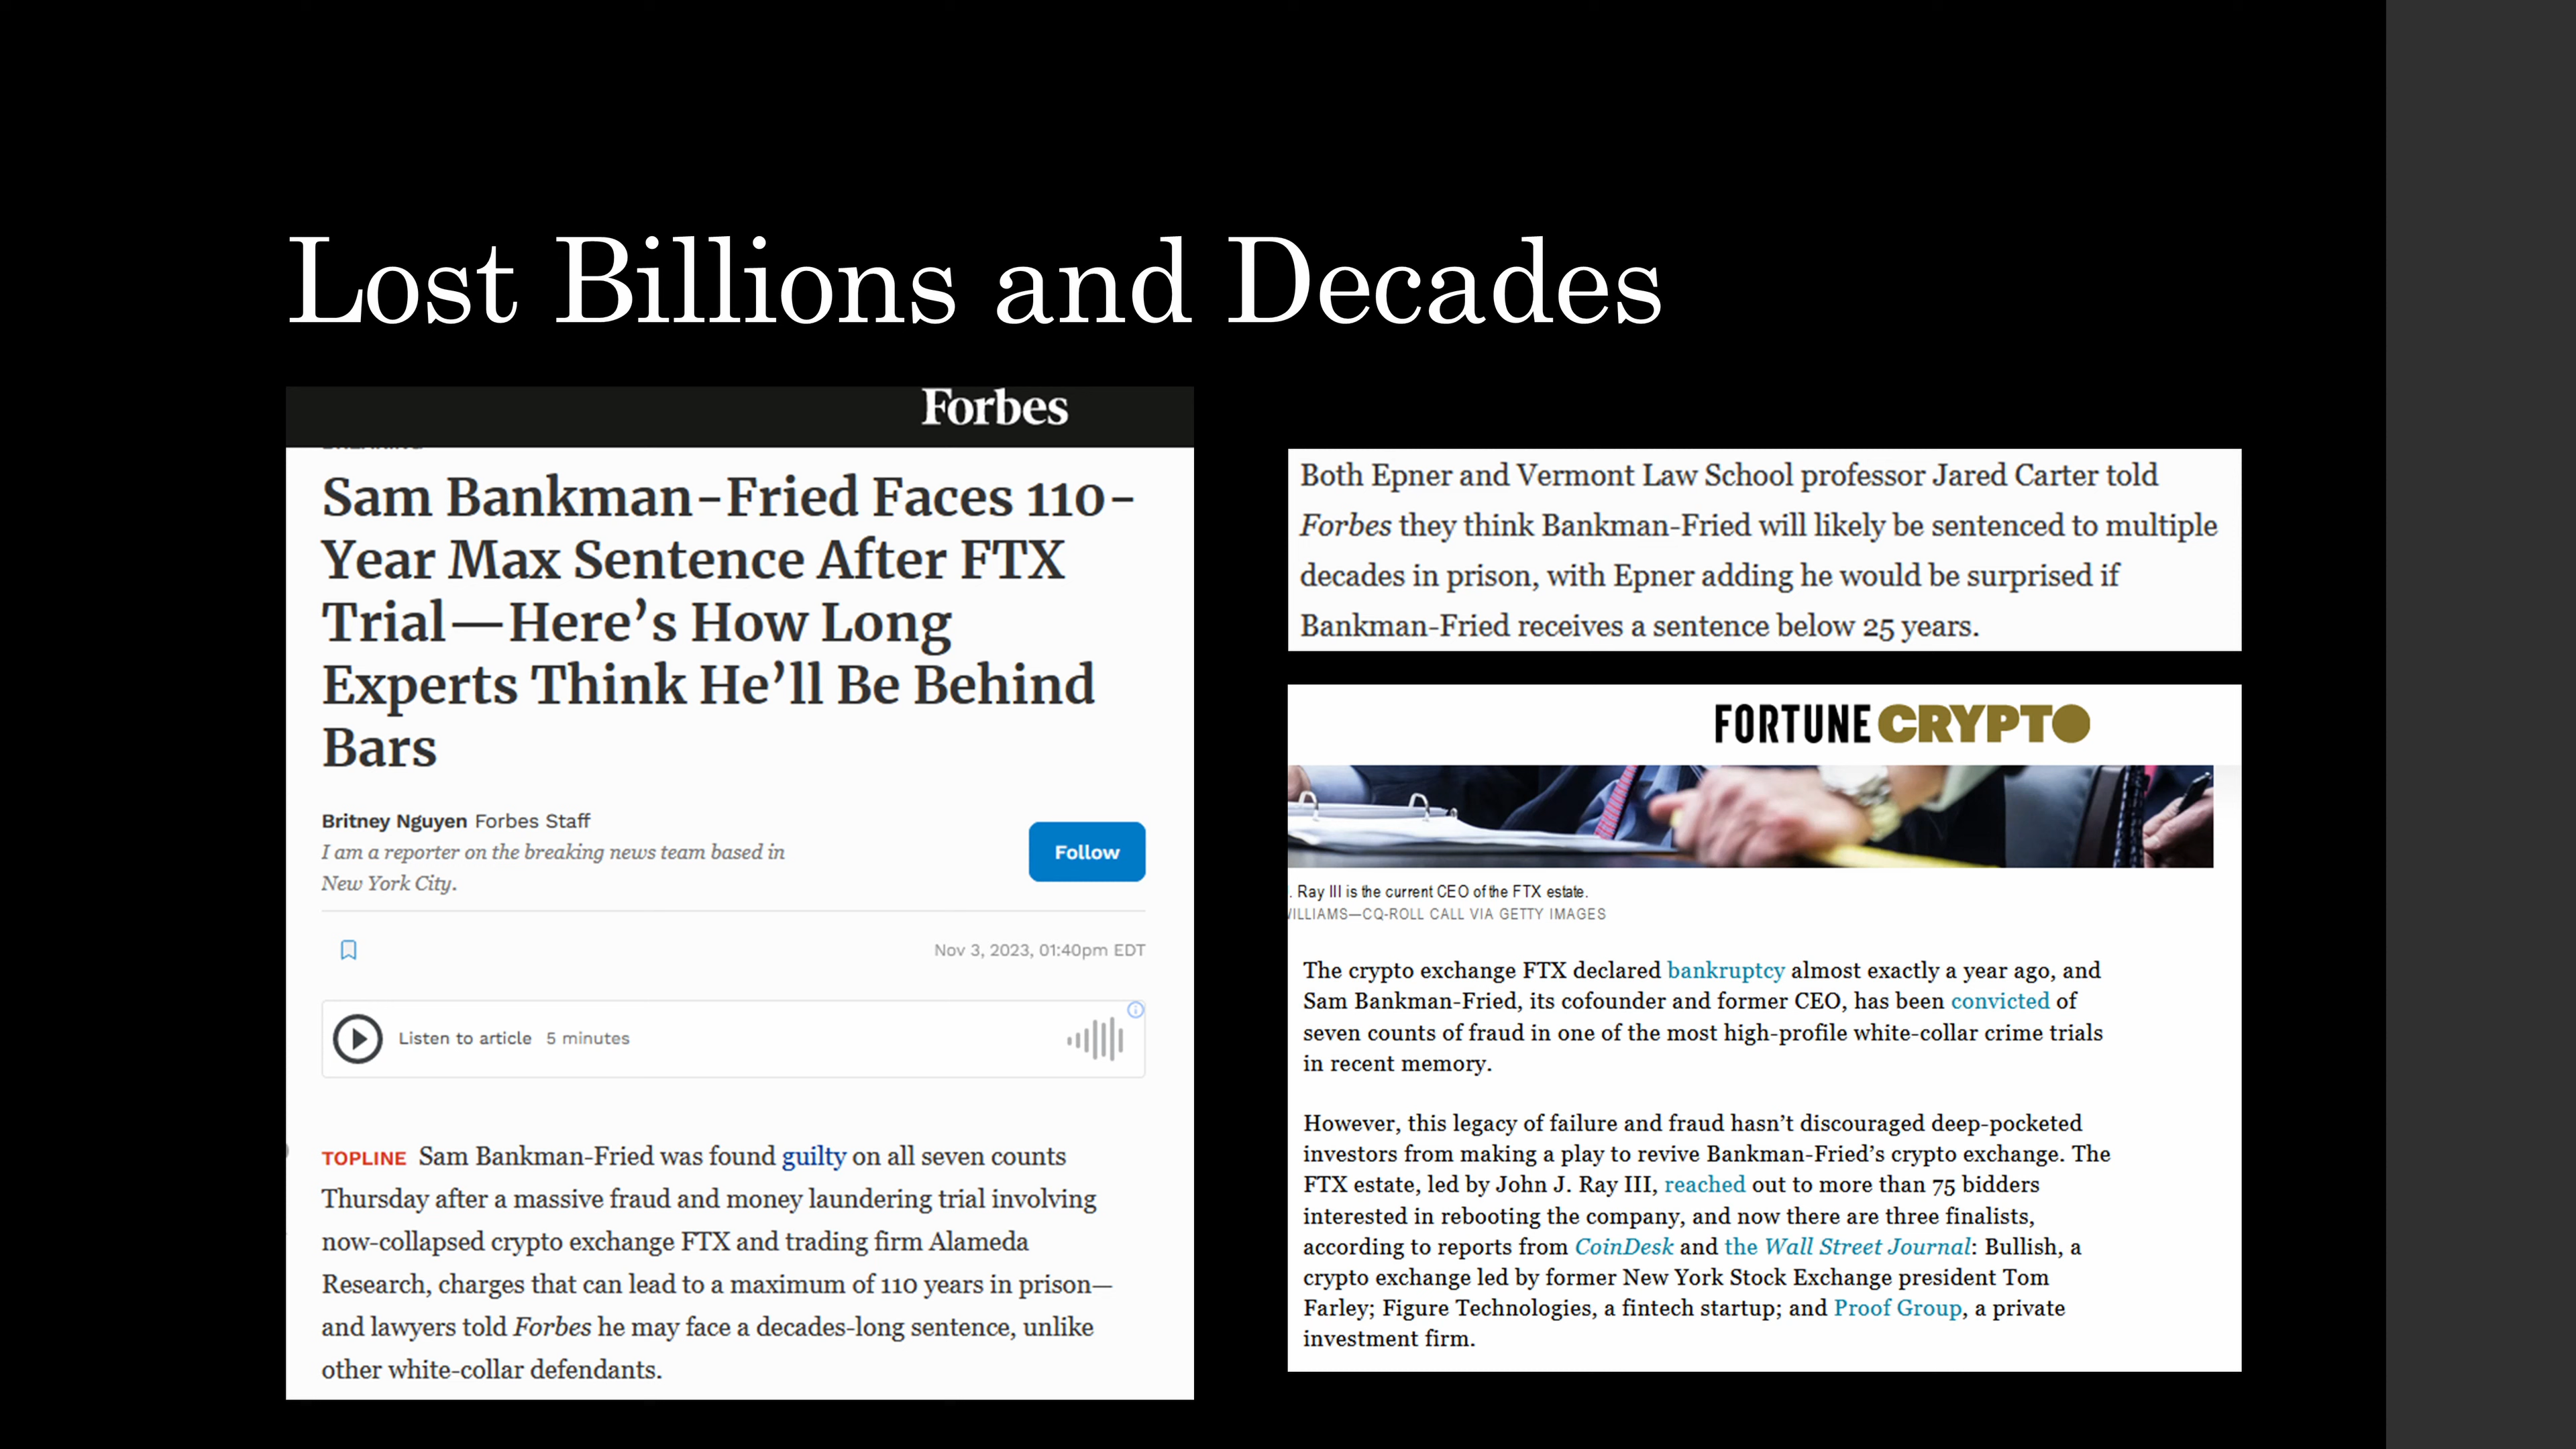 Lost Billions and Decades
Forbes
Sam Bankman-Fried Faces 110-
Year Max Sentence After FTX
Trial—Here’s How Long
Experts Think He’ll Be Behind
Bars
Britney Nguyen Forbes Staff
I am a reporter on the breaking news team based in
New York City.
Follow
Nov 3, 2023, 01:40pm EDT
Listen to article 5 minutes
TOPLINE Sam Bankman-Fried was found guilty on all seven counts
Thursday after a massive fraud and money laundering trial involving
now-collapsed crypto exchange FTX and trading firm Alameda
Research, charges that can lead to a maximum of 110 years in prison—
and lawyers told Forbes he may face a decades-long sentence, unlike
other white-collar defendants.
Both Epner and Vermont Law School professor Jared Carter told
Forbes they think Bankman-Fried will likely be sentenced to multiple
decades in prison, with Epner adding he would be surprised if
Bankman-Fried receives a sentence below 25 years.
FORTUNE CRYPTO
. Ray III is the current CEO of the FTX estate.
ILLIAMS—CQ-ROLL CALL VIA GETTY IMAGES
The crypto exchange FTX declared bankruptcy almost exactly a year ago, and
Sam Bankman-Fried, its cofounder and former CEO, has been convicted of
seven counts of fraud in one of the most high-profile white-collar crime trials
in recent memory.
However, this legacy of failure and fraud hasn’t discouraged deep-pocketed
investors from making a play to revive Bankman-Fried’s crypto exchange. The
FTX estate, led by John J. Ray III, reached out to more than 75 bidders
interested in rebooting the company, and now there are three finalists,
according to reports from CoinDesk and the Wall Street Journal: Bullish, a
crypto exchange led by former New York Stock Exchange president Tom
Farley; Figure Technologies, a fintech startup; and Proof Group, a private
investment firm.